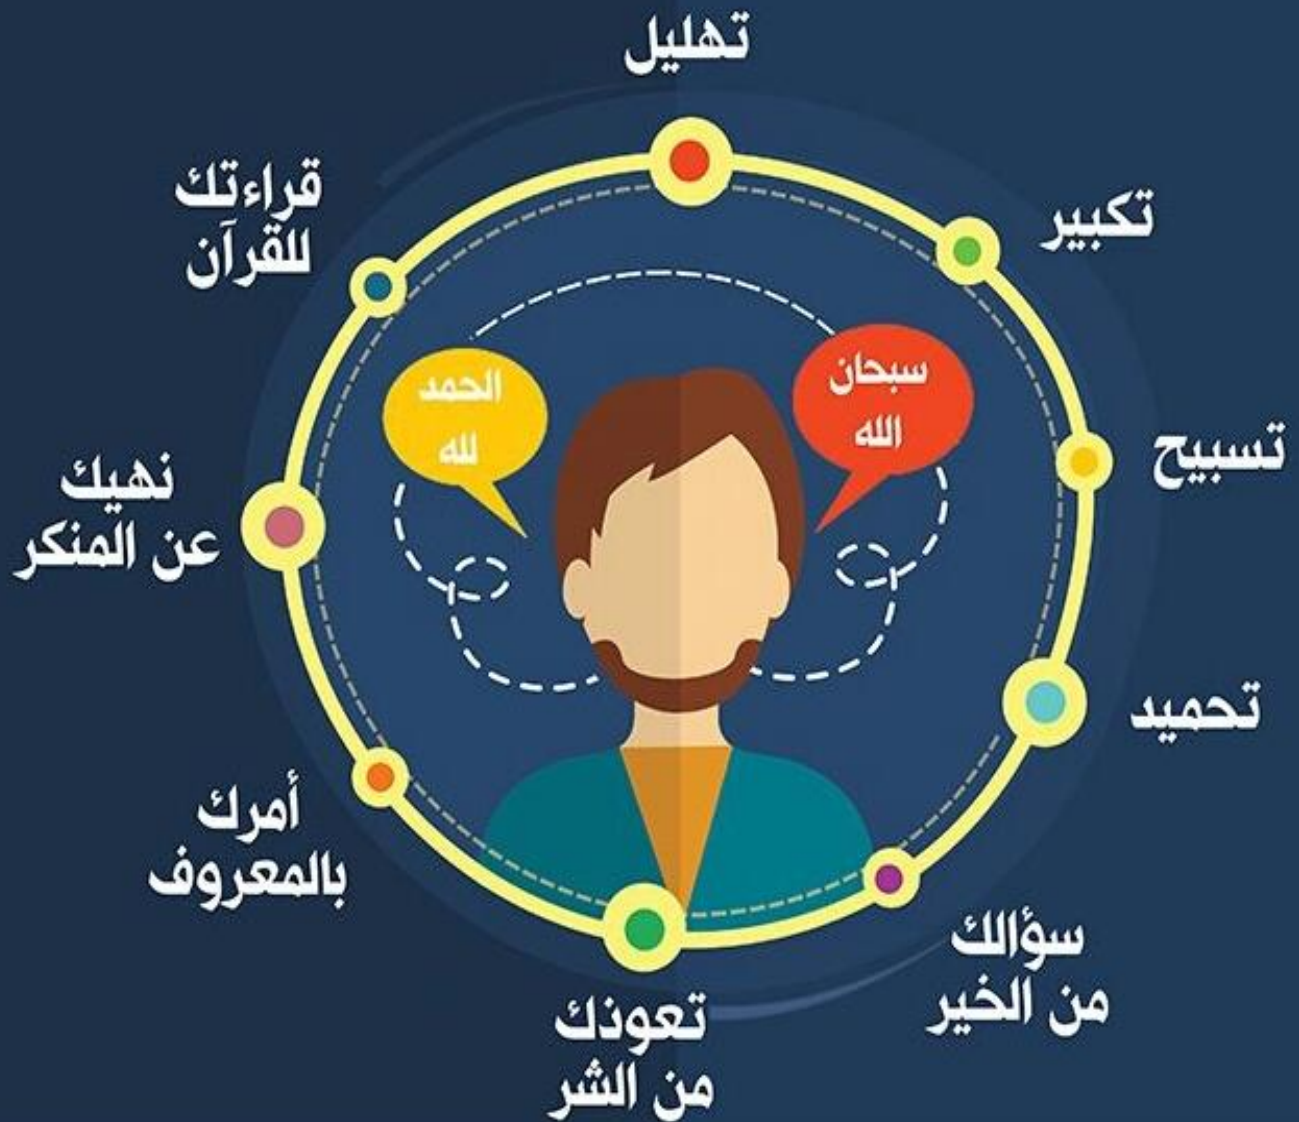 تهليل
تكبير
تسبيح
تحميد
سؤالك
من الخير
تعوذك
من الشر
أمرك
بالمعروف
نهيك
عن المنكر
قراءتك
للقرآن
سبحان
الله
الحمد
لله